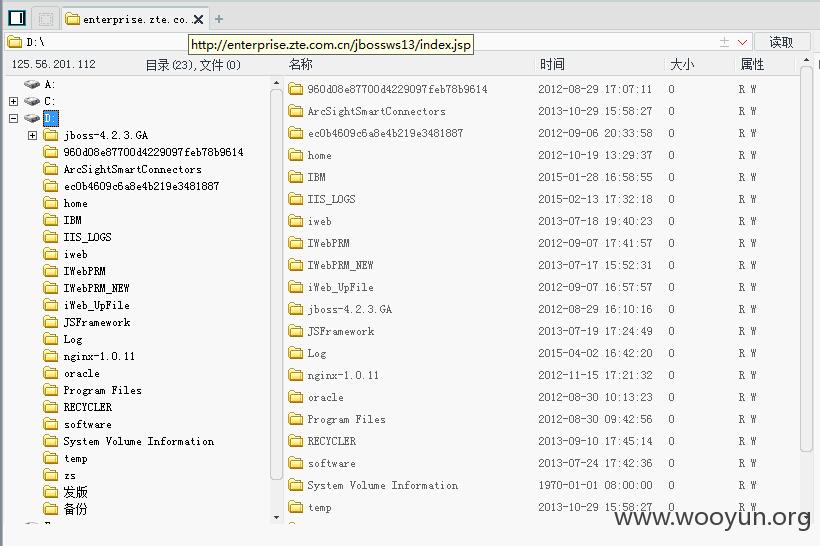 enterprise.zte.co.
D:\
http://enterprise.zte.com.cn/jbossws13/index.jsp
读取
125.56.201.112 目录(23),文件(0)
名称 时间 大小 属性
A:
C:
D:
jboss-4.2.3.GA
960d08e87700d4229097feb78b9614
ArcSightSmartConnectors
ec0b4609c6a8e4b219e3481887
home
IBM
IIS_LOGS
iweb
IWebPRM
IWebPRM_NEW
iWeb_UpFile
JSFramework
Log
nginx-1.0.11
oracle
Program Files
RECYCLER
software
System Volume Information
temp
zs
发版
备份
960d08e87700d4229097feb78b9614 2012-08-29 17:07:11 0 R W
ArcSightSmartConnectors 2013-10-29 15:58:27 0 R W
ec0b4609c6a8e4b219e3481887 2012-09-06 20:33:58 0 R W
home 2012-10-19 13:29:37 0 R W
IBM 2015-01-28 16:58:55 0 R W
IIS_LOGS 2015-02-13 17:32:18 0 R W
iweb 2013-07-18 19:40:23 0 R W
IWebPRM 2012-09-07 17:41:57 0 R W
IWebPRM_NEW 2013-07-17 15:52:31 0 R W
iWeb_UpFile 2012-09-07 16:57:57 0 R W
jboss-4.2.3.GA 2012-08-29 16:10:16 0 R W
JSFramework 2013-07-19 17:24:49 0 R W
Log 2015-04-02 16:42:20 0 R W
nginx-1.0.11 2012-11-15 17:21:32 0 R W
oracle 2012-08-30 10:13:23 0 R W
Program Files 2012-08-30 09:42:56 0 R W
RECYCLER 2013-09-10 17:45:14 0 R W
software 2013-07-24 17:42:36 0 R W
System Volume Information 1970-01-01 08:00:00 0 R W
temp 2013-10-29 15:58:27 0 R W
www.wooyun.org